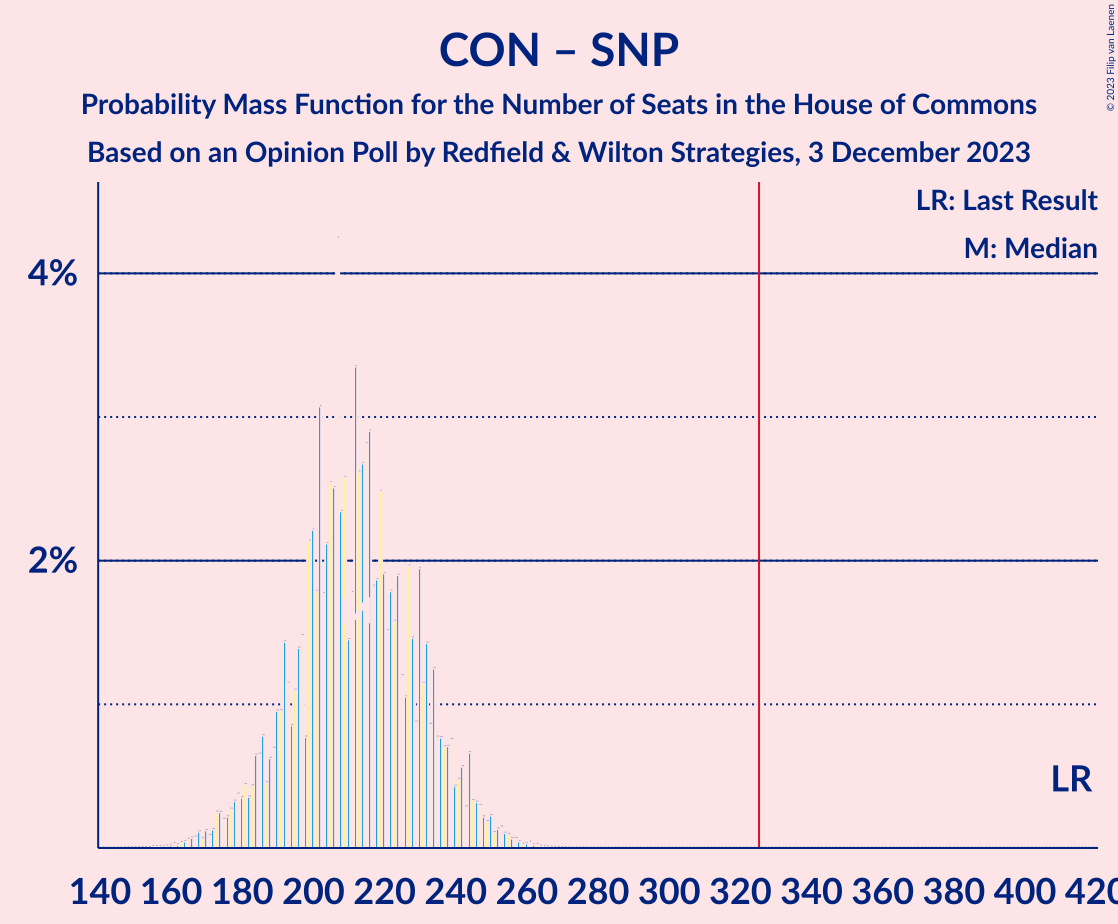 CON – SNP
Probability Mass Function for the Number of Seats in the House of Commons
Based on an Opinion Poll by Redfield & Wilton Strategies, 3 December 2023
© 2023 Filip van Laenen
LR: Last Result
M: Median
4%
2%
LR
140 160 180 200 220 240 260 280 300 320 340 360 380 400 420